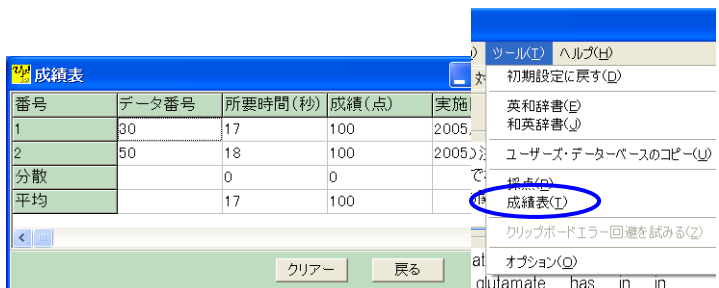 成績表
番号 データ番号 所要時間(秒) 成績(点) 実施
1 30 17 100 2005
2 50 18 100 2005
分散 0 0
平均 17 100
クリアー 戻る
ツール(T) ヘルプ(H)
初期設定に戻す(D)
英和辞書(E)
和英辞書(J)
ユーザーズ・データーベースのコピー(U)
採点(P)
成績表(T)
クリップボードエラー回避を試みる(Z)
オプション(O)
glutamate has in in